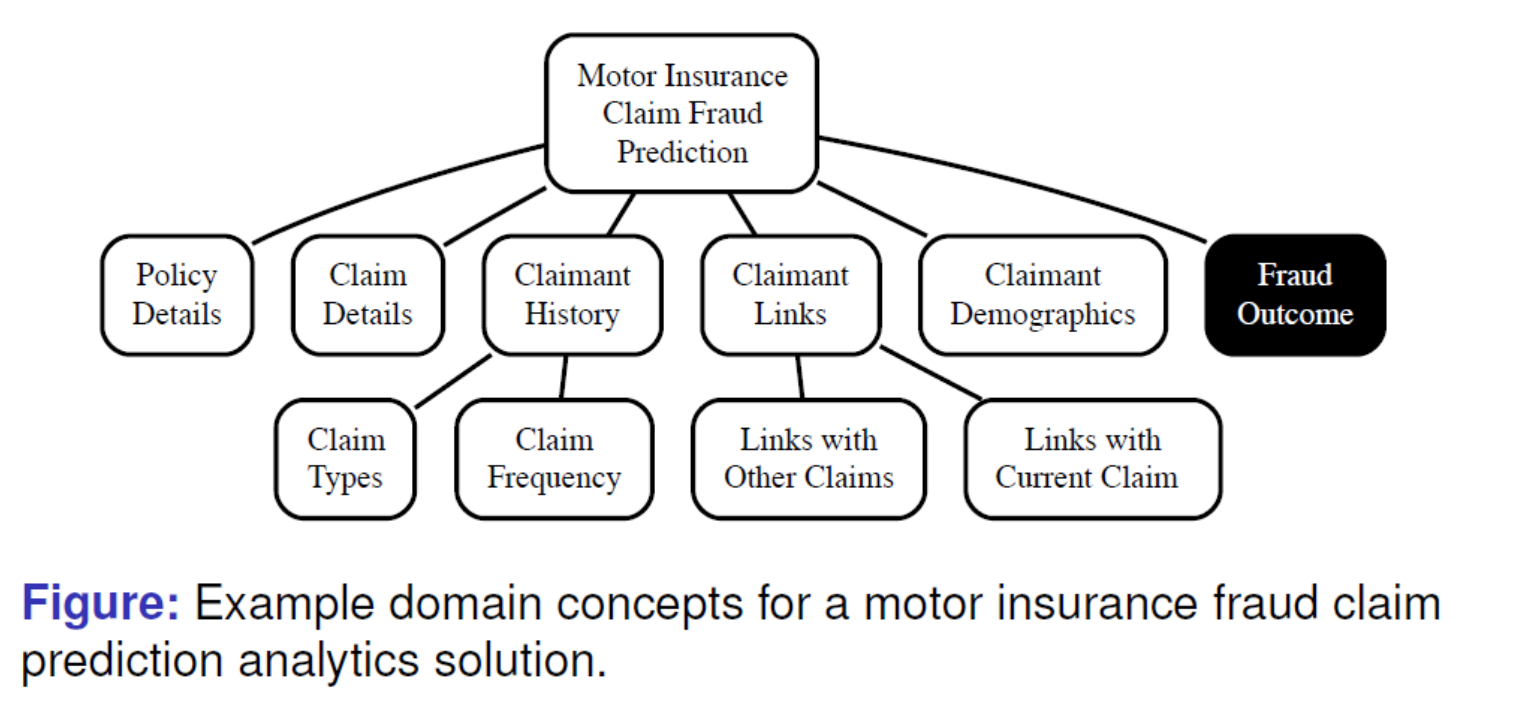 Motor Insurance
Claim Fraud
Prediction
Policy
Details
Claim
Details
Claimant
History
Claimant
Links
Claimant
Demographics
Fraud
Outcome
Claim
Types
Claim
Frequency
Links with
Other Claims
Links with
Current Claim
Figure: Example domain concepts for a motor insurance fraud claim
prediction analytics solution.